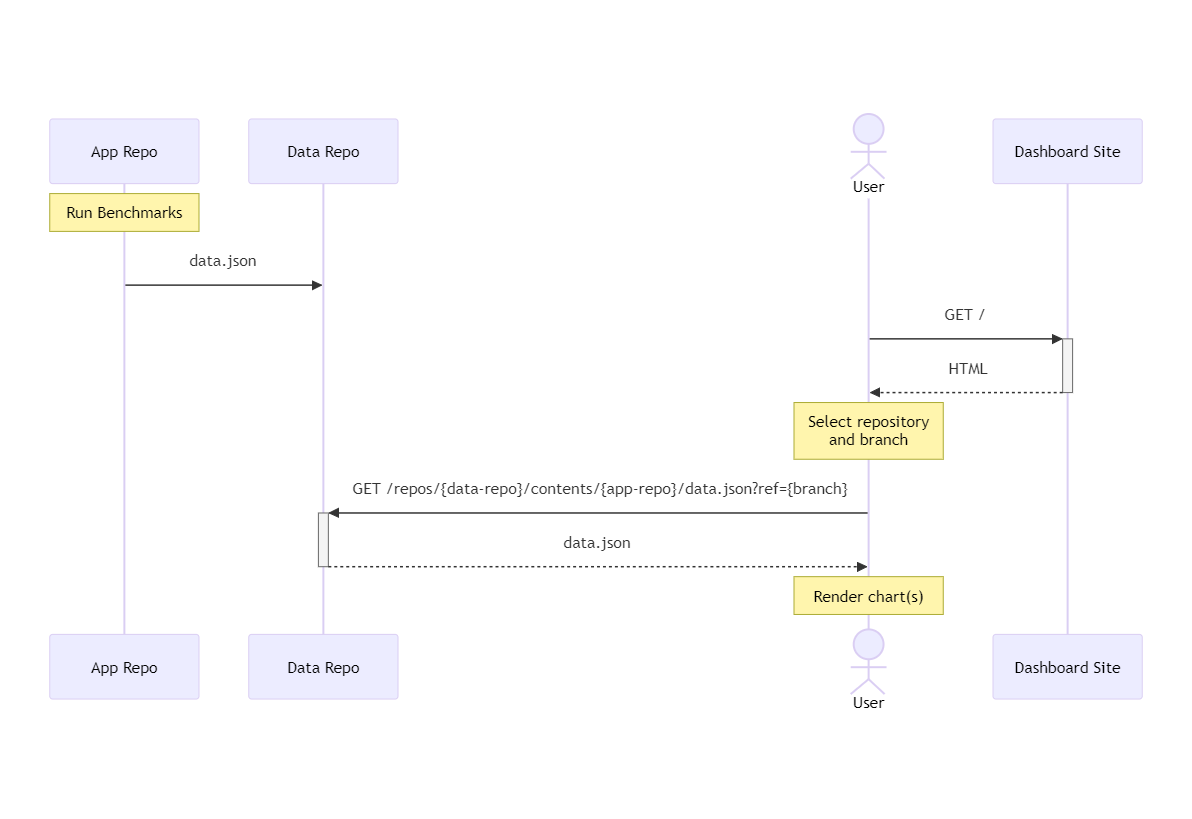 App Repo
Data Repo
User
Dashboard Site
Run Benchmarks
data.json
GET /
HTML
Select repository
and branch
GET /repos/{data-repo}/contents/{app-repo}/data.json?ref={branch}
data.json
Render chart(s)
App Repo
Data Repo
User
Dashboard Site